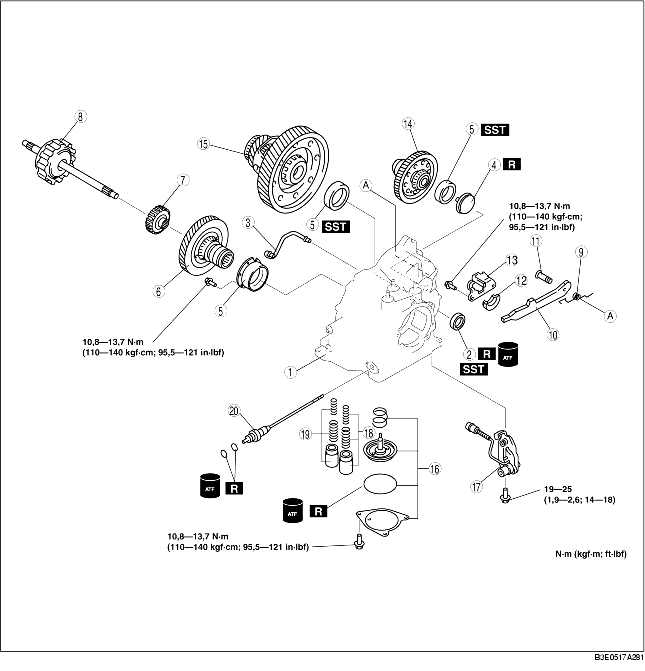 8
15
14
5 SST
4 R
A
7
3
5
SST
10,8—13,7 N·m
(110—140 kgf·cm;
95,5—121 in·lbf)
11
9
13
12
6
5
A
10
10,8—13,7 N·m
(110—140 kgf·cm; 95,5—121 in·lbf)
1
2 R
ATF
SST
20
19
18
16
17
ATF
R
ATF
R
19—25
(1,9—2,6; 14—18)
10,8—13,7 N·m
(110—140 kgf·cm; 95,5—121 in·lbf)
N·m (kgf·m; ft·lbf)
B3E0517A281